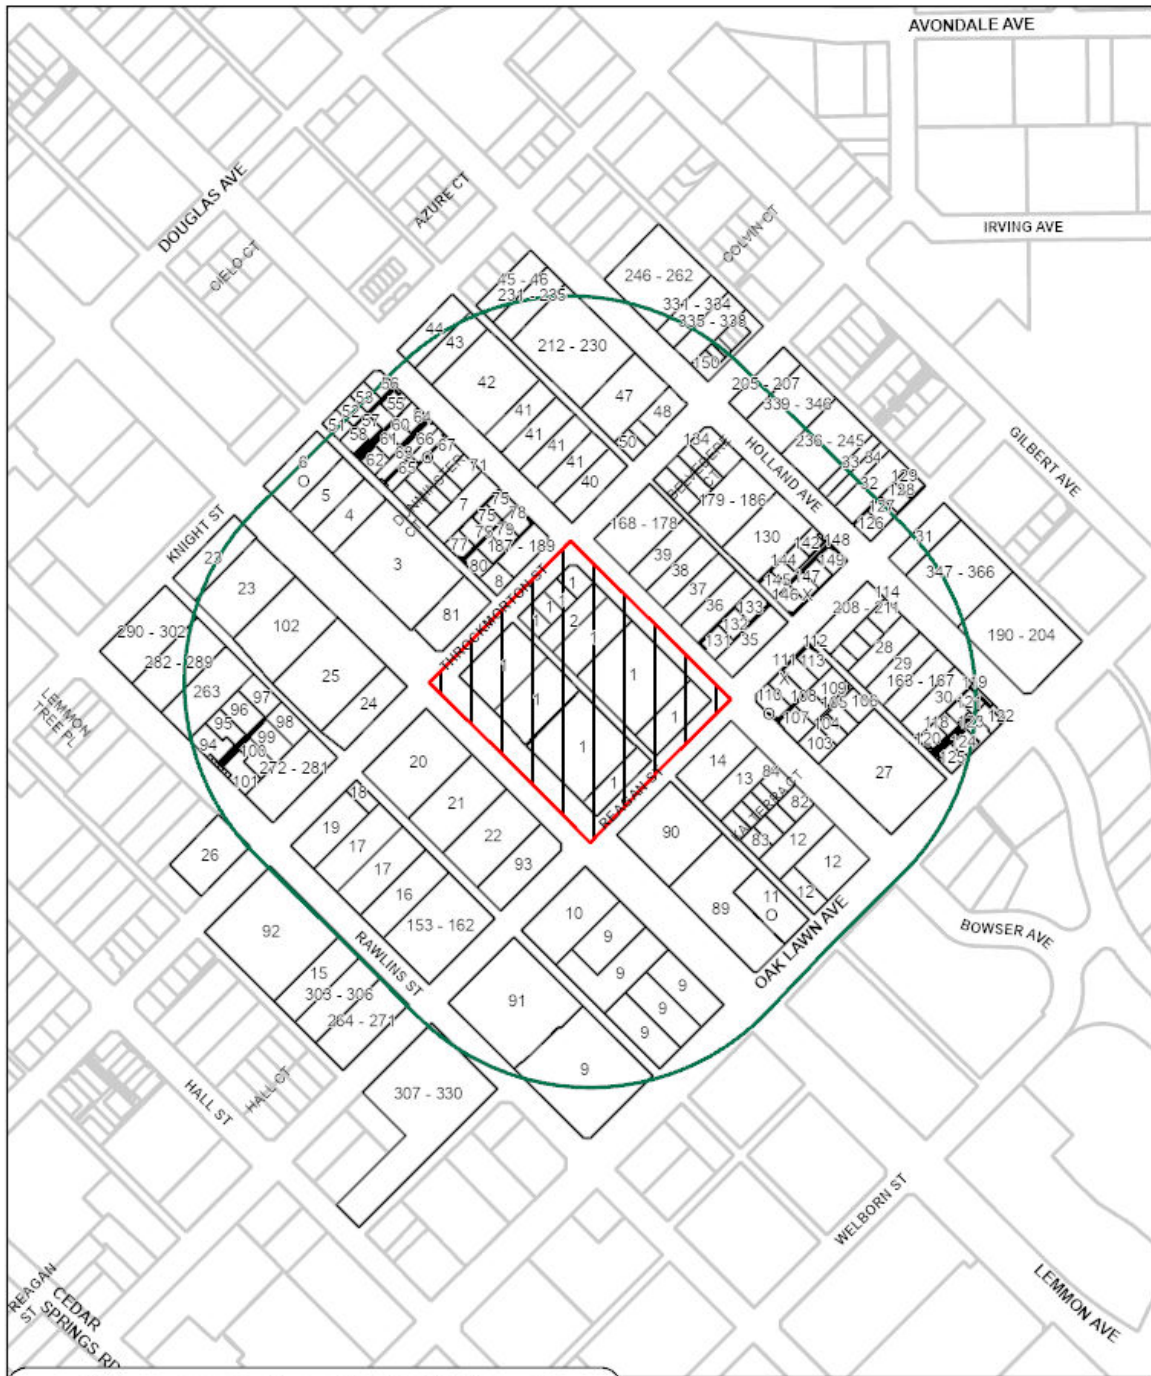 AVONDALE AVE
DOUGLAS AVE
AZURE CT
CIELO CT
COLVIN CT
IRVING AVE
246 - 262
45 - 46
231 - 235
331 - 334
335 - 338
44
43
212 - 230
150
42
47
48
50
205 - 207
339 - 346
236 - 245
34
33
32
GILBERT AVE
HOLLAND AVE
56
53
55
52
51
57
58
60
61
62
64
66
67
65
71
41
41
41
41
40
184
BELVEDERE CT
179 - 186
129
128
127
126
6
O
5
4
3
7
75
75
78
79
79
77
80
187 - 189
8
81
168 - 178
39
38
37
36
130
142
148
144
149
145
147
146 X
133
132
131
35
31
347 - 366
190 - 204
KNIGHT ST
23
23
102
25
24
THROCKMORTON ST
1
1
1
1
2
1
1
1
1
1
1
1
114
208 - 211
28
29
163 - 167
30
112
111
113
X
110
O
108
109
105
106
107
104
103
119
121
122
118
123
120
124
125
290 - 302
282 - 289
263
97
96
95
98
94
99
100
272 - 281
101
LEMMON
TREE PL
20
21
22
93
REAGAN ST
14
13
84
82
83
27
12
12
12
18
19
17
17
16
153 - 162
90
89
11
O
OAK LAWN AVE
BOWSER AVE
26
92
15
303 - 306
264 - 271
RAWLINS ST
10
9
9
9
9
9
91
9
HALL ST
HALL CT
307 - 330
WELBORN ST
LEMMON AVE
REAGAN
ST
CEDAR
SPRINGS RD